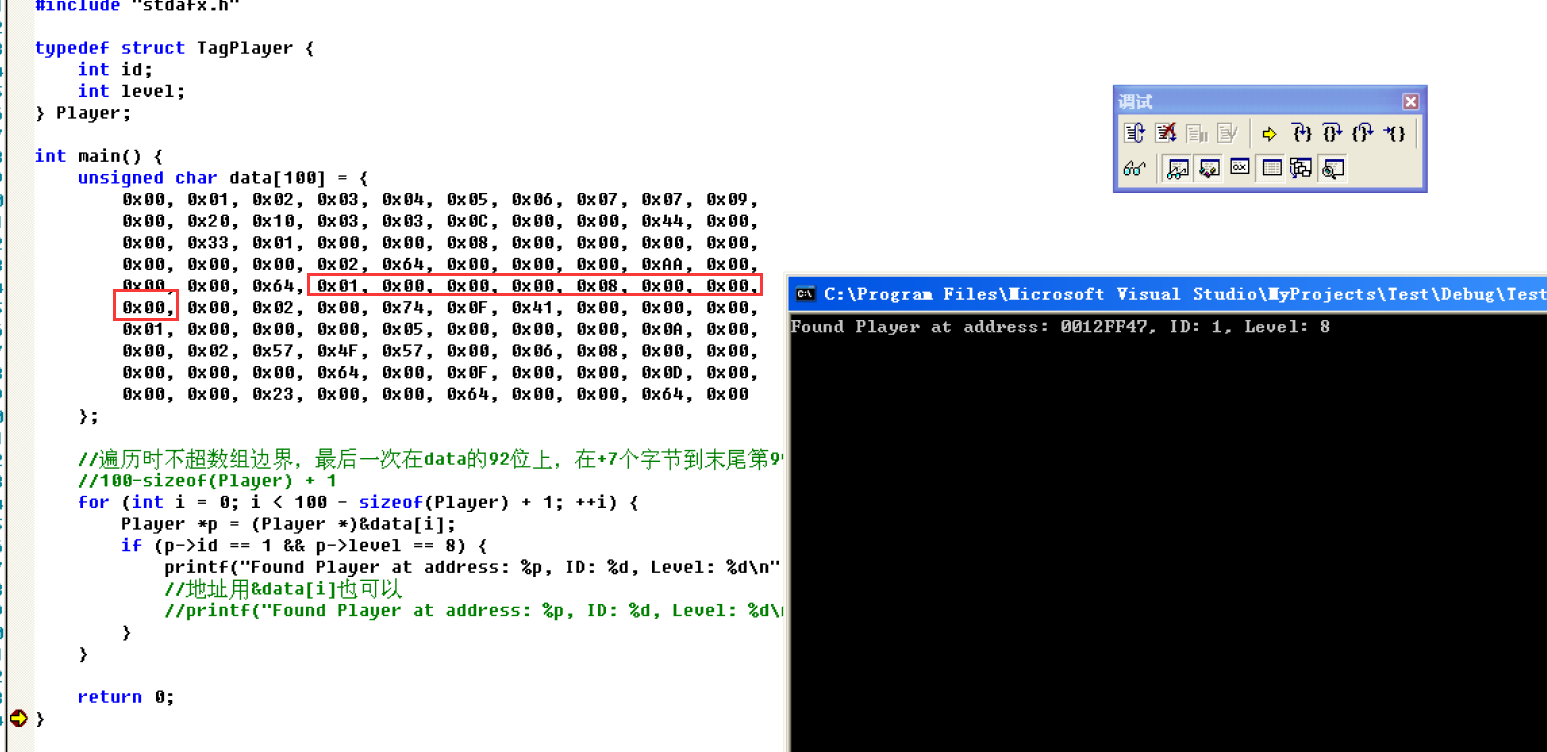 #include "stdafx.h"
typedef struct TagPlayer {
    int id;
    int level;
} Player;
int main() {
    unsigned char data[100] = {
        0x00, 0x01, 0x02, 0x03, 0x04, 0x05, 0x06, 0x07, 0x07, 0x09,
        0x00, 0x20, 0x10, 0x03, 0x03, 0x0C, 0x00, 0x00, 0x44, 0x00,
        0x00, 0x33, 0x01, 0x00, 0x00, 0x08, 0x00, 0x00, 0x00, 0x00,
        0x00, 0x00, 0x00, 0x02, 0x64, 0x00, 0x00, 0x00, 0xAA, 0x00,
        0x00, 0x00, 0x64, 0x01, 0x00, 0x00, 0x00, 0x08, 0x00, 0x00,
        0x00, 0x00, 0x02, 0x00, 0x74, 0x0F, 0x41, 0x00, 0x00, 0x00,
        0x01, 0x00, 0x00, 0x00, 0x05, 0x00, 0x00, 0x00, 0x0A, 0x00,
        0x00, 0x02, 0x57, 0x4F, 0x57, 0x00, 0x06, 0x08, 0x00, 0x00,
        0x00, 0x00, 0x00, 0x64, 0x00, 0x0F, 0x00, 0x00, 0x0D, 0x00,
        0x00, 0x00, 0x23, 0x00, 0x00, 0x64, 0x00, 0x00, 0x64, 0x00
    };
    //遍历时不超数组边界，最后一次在data的92位上，在+7个字节到末尾第9
    //100-sizeof(Player) + 1
    for (int i = 0; i < 100 - sizeof(Player) + 1; ++i) {
        Player *p = (Player *)&data[i];
        if (p->id == 1 && p->level == 8) {
            printf("Found Player at address: %p, ID: %d, Level: %d\n"
            //地址用&data[i]也可以
            //printf("Found Player at address: %p, ID: %d, Level: %d\
        }
    }
    return 0;
}
调试
C:\Program Files\Microsoft Visual Studio\MyProjects\Test\Debug\Test
Found Player at address: 0012FF47, ID: 1, Level: 8